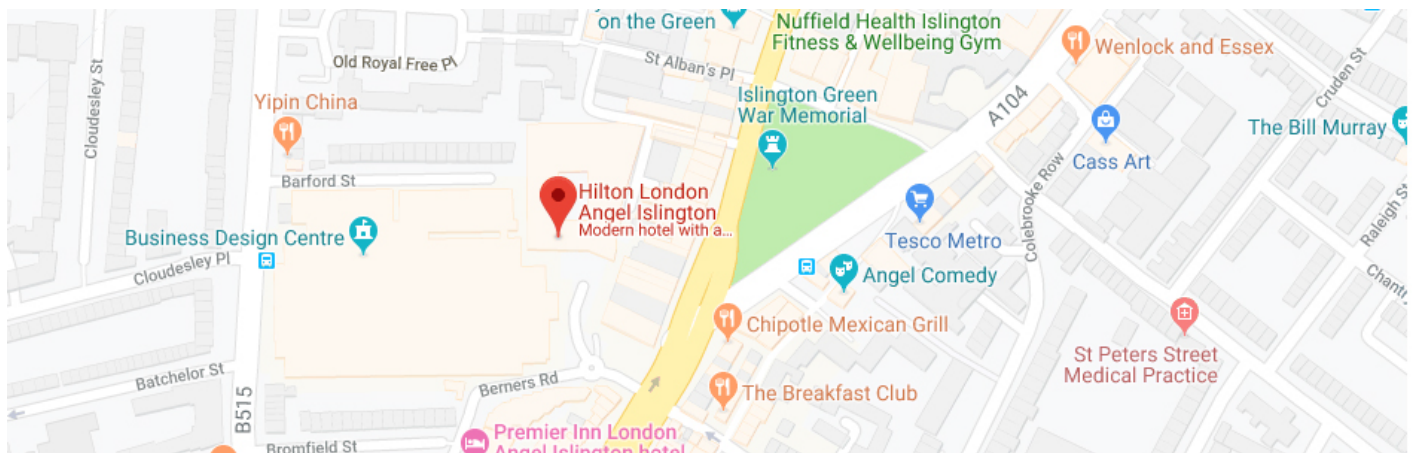 on the Green
Nuffield Health Islington
Fitness & Wellbeing Gym
Wenlock and Essex
Old Royal Free Pl
St Alban's Pl
Cruden St
Cloudesley St
Yipin China
Islington Green
War Memorial
A104
The Bill Murray
Cass Art
Barford St
Hilton London
Angel Islington
Modern hotel with a...
Colebrooke Row
Raleigh St
Business Design Centre
Tesco Metro
Cloudesley Pl
Angel Comedy
Chantry
Chipotle Mexican Grill
St Peters Street
Medical Practice
Batchelor St
Berners Rd
The Breakfast Club
B515
Bromfield St
Premier Inn London
Angel Islington hotel